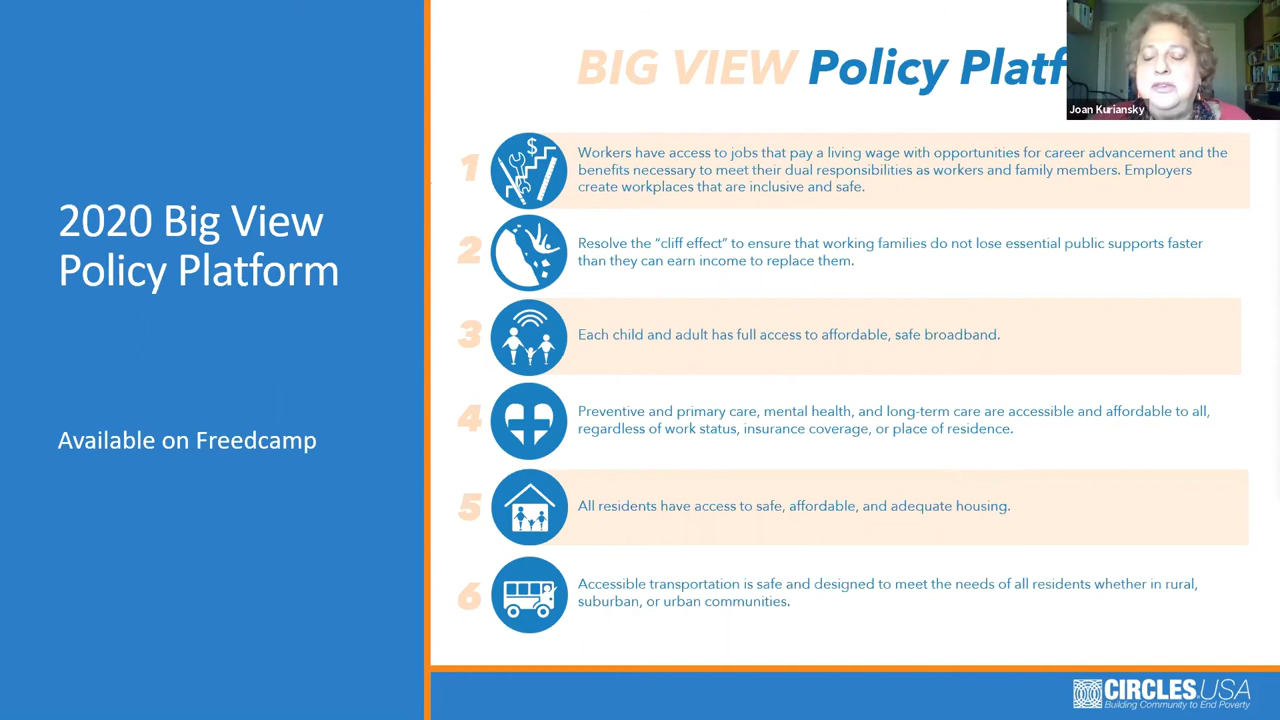 2020 Big View
Policy Platform
Available on Freedcamp
BIG VIEW Policy Platf
Joan Kuriansky
1
$
Workers have access to jobs that pay a living wage with opportunities for career advancement and the
benefits necessary to meet their dual responsibilities as workers and family members. Employers
create workplaces that are inclusive and safe.
2
Resolve the “cliff effect” to ensure that working families do not lose essential public supports faster
than they can earn income to replace them.
3
Each child and adult has full access to affordable, safe broadband.
4
Preventive and primary care, mental health, and long-term care are accessible and affordable to all,
regardless of work status, insurance coverage, or place of residence.
5
All residents have access to safe, affordable, and adequate housing.
6
Accessible transportation is safe and designed to meet the needs of all residents whether in rural,
suburban, or urban communities.
CIRCLES USA
Building Community to End Poverty